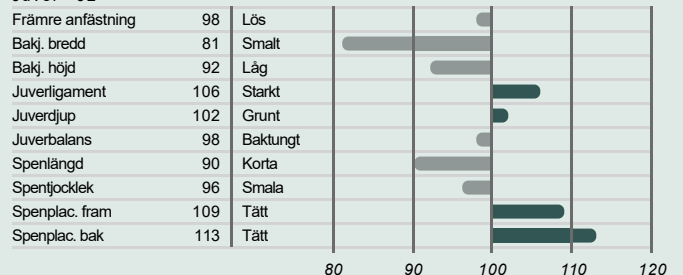 Främre anfästning 98 Lös
Bakj. bredd 81 Smalt
Bakj. höjd 92 Låg
Juverligament 106 Starkt
Juverdjup 102 Grunt
Juverbalans 98 Baktungt
Spenlängd 90 Korta
Spentjocklek 96 Smala
Spenplac. fram 109 Tätt
Spenplac. bak 113 Tätt
80 90 100 110 120